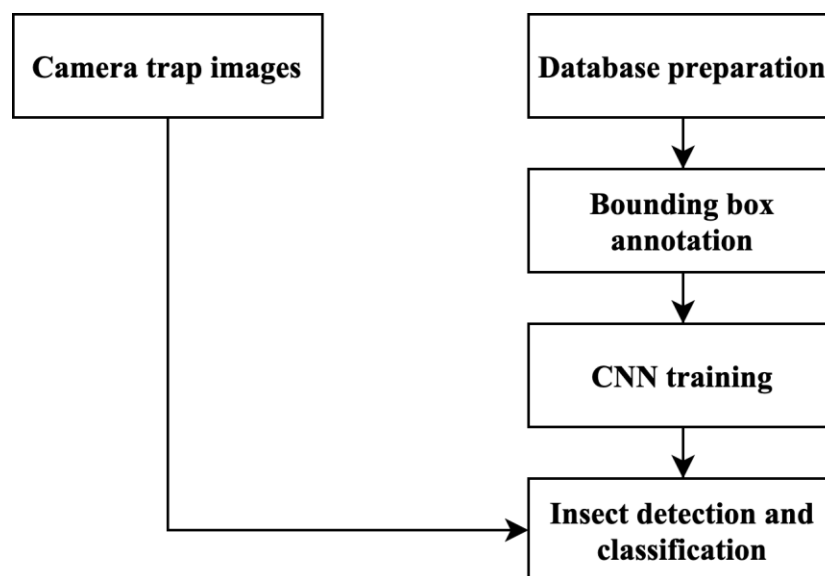 Camera trap images
Database preparation
Bounding box
annotation
CNN training
Insect detection and
classification